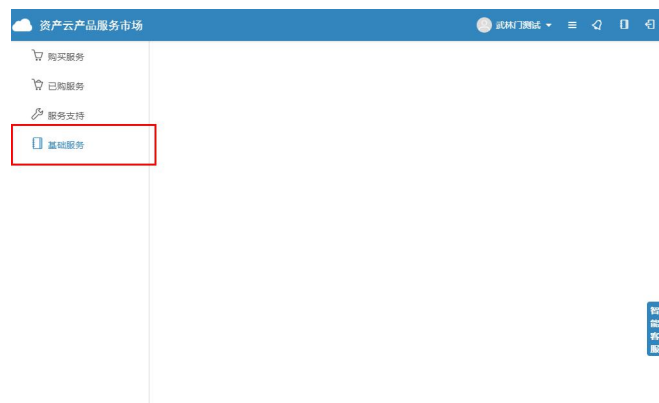 资产云产品服务市场
武林门测试
购买服务
已购服务
服务支持
基础服务
智能客服